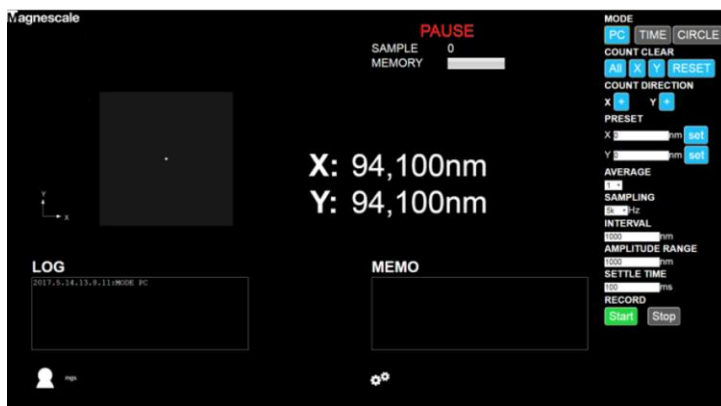 Magnescale
PAUSE
SAMPLE 0
MEMORY
X: 94,100nm
Y: 94,100nm
Y
X
LOG
2017.5.14.13.8.11:MODE PC
MEMO
mgs
MODE
PC TIME CIRCLE
COUNT CLEAR
All X Y RESET
COUNT DIRECTION
X + Y +
PRESET
X 0 nm set
Y 0 nm set
AVERAGE
1
SAMPLING
5k Hz
INTERVAL
1000 nm
AMPLITUDE RANGE
1000 nm
SETTLE TIME
100 ms
RECORD
Start Stop